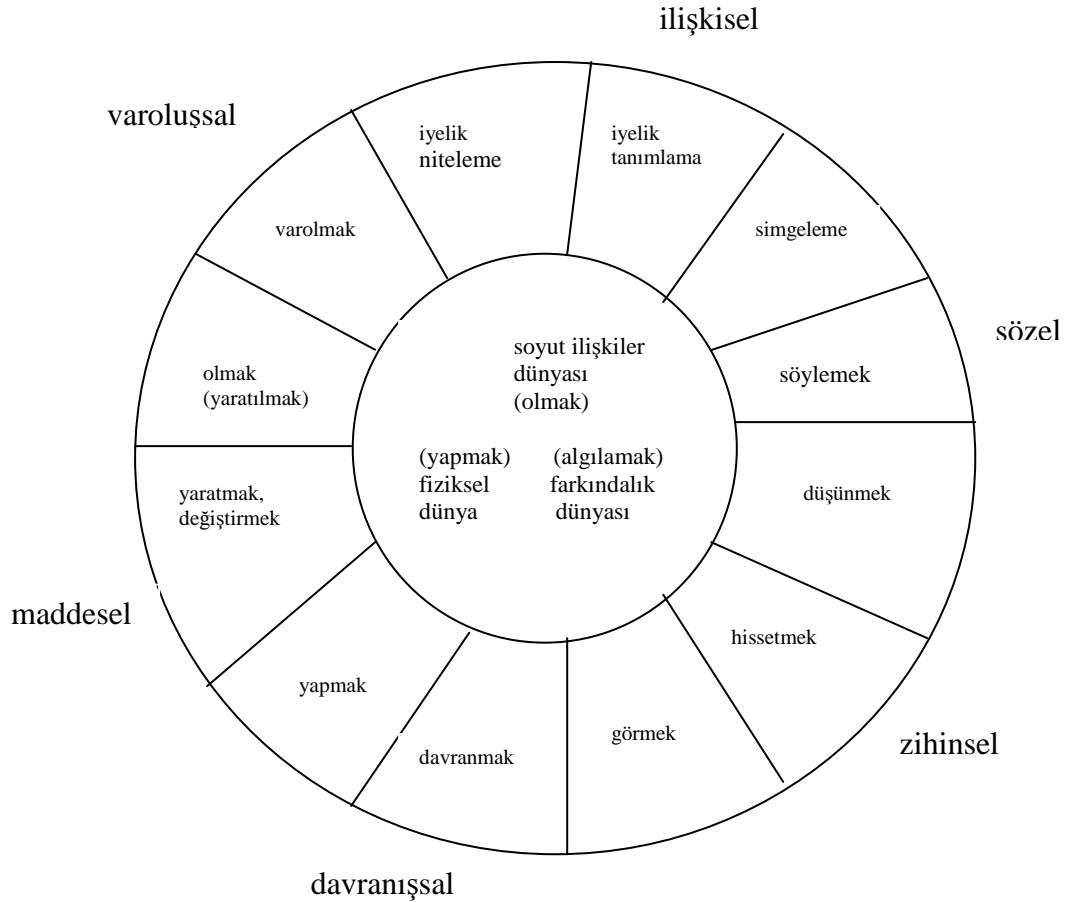 ilişkisel
varoluşsal
iyelik
niteleme
iyelik
tanımlama
varolmak
simgeleme
sözel
soyut ilişkiler
dünyası
(olmak)
olmak
(yaratılmak)
söylemek
(yapmak) (algılamak)
fiziksel farkındalık
dünya dünyası
yaratmak,
değiştirmek
düşünmek
maddesel
hissetmek
yapmak
görmek
davranmak
zihinsel
davranışsal